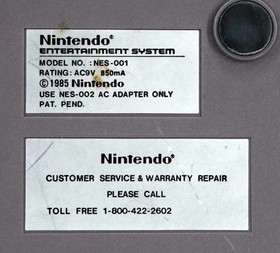 Nintendo®
ENTERTAINMENT SYSTEM
MODEL NO. : NES-001
RATING: AC9V 850mA
©1985 Nintendo
USE NES-002 AC ADAPTER ONLY
PAT. PEND.
Nintendo®
CUSTOMER SERVICE & WARRANTY REPAIR
PLEASE CALL
TOLL FREE 1-800-422-2602